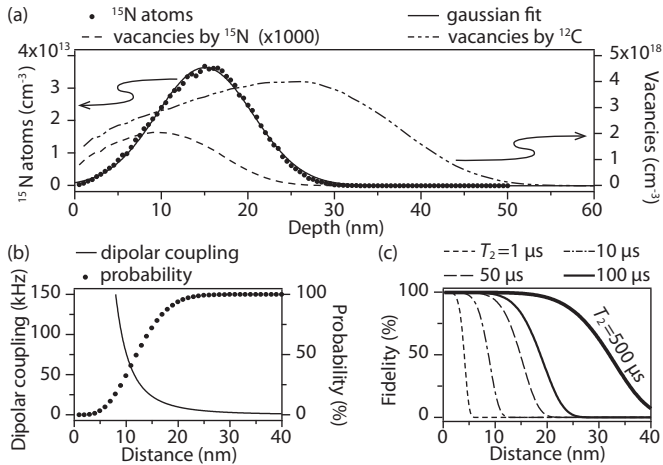 (a)
¹⁵N atoms
gaussian fit
vacancies by ¹⁵N (x1000)
vacancies by ¹²C
4x10¹³
3
2
1
0
¹⁵N atoms (cm⁻³)
5x10¹⁸
4
3
2
1
0
Vacancies (cm⁻³)
0 10 20 30 40 50 60
Depth (nm)
(b)
dipolar coupling
probability
150
100
50
0
Dipolar coupling (kHz)
100
50
0
Probability (%)
0 10 20 30 40
Distance (nm)
(c)
T₂=1 µs
10 µs
50 µs
100 µs
100
50
0
Fidelity (%)
T₂=500 µs
0 10 20 30 40
Distance (nm)